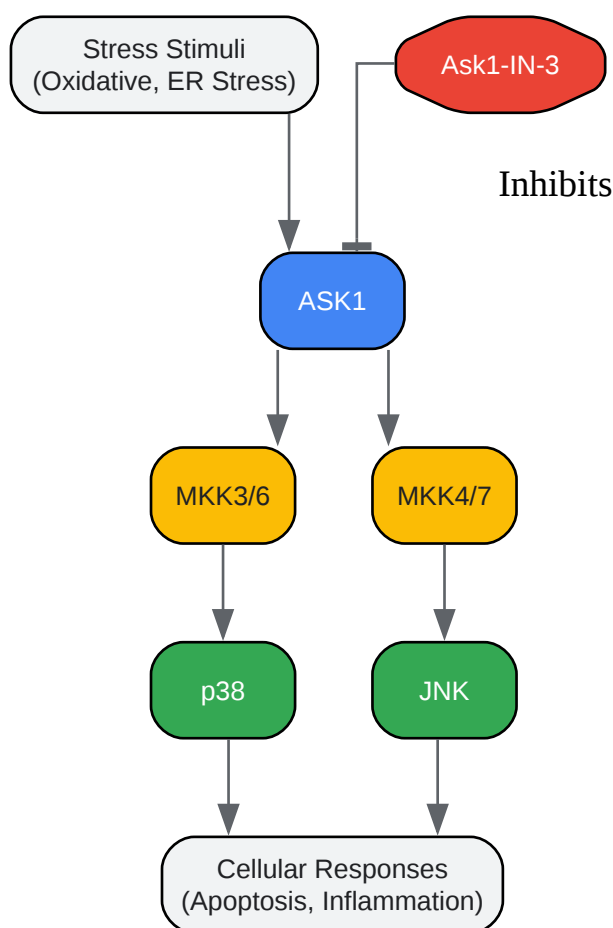 Stress Stimuli
(Oxidative, ER Stress)
Ask1-IN-3
Inhibits
ASK1
MKK3/6
MKK4/7
p38
JNK
Cellular Responses
(Apoptosis, Inflammation)